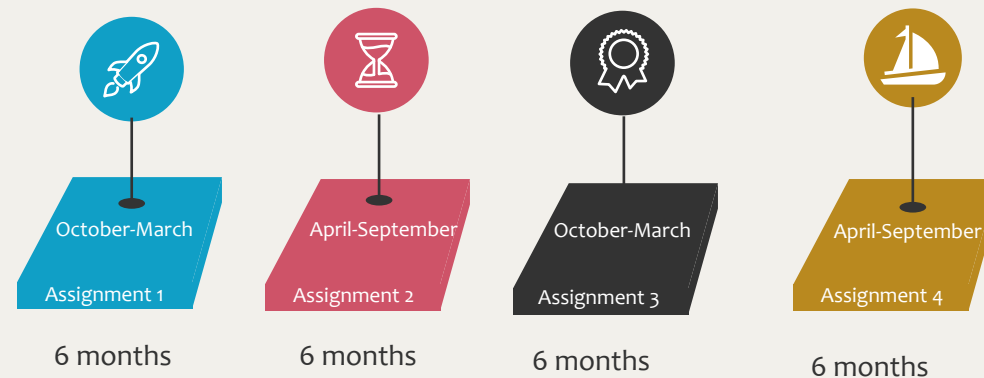 October-March
Assignment 1
6 months
April-September
Assignment 2
6 months
October-March
Assignment 3
6 months
April-September
Assignment 4
6 months